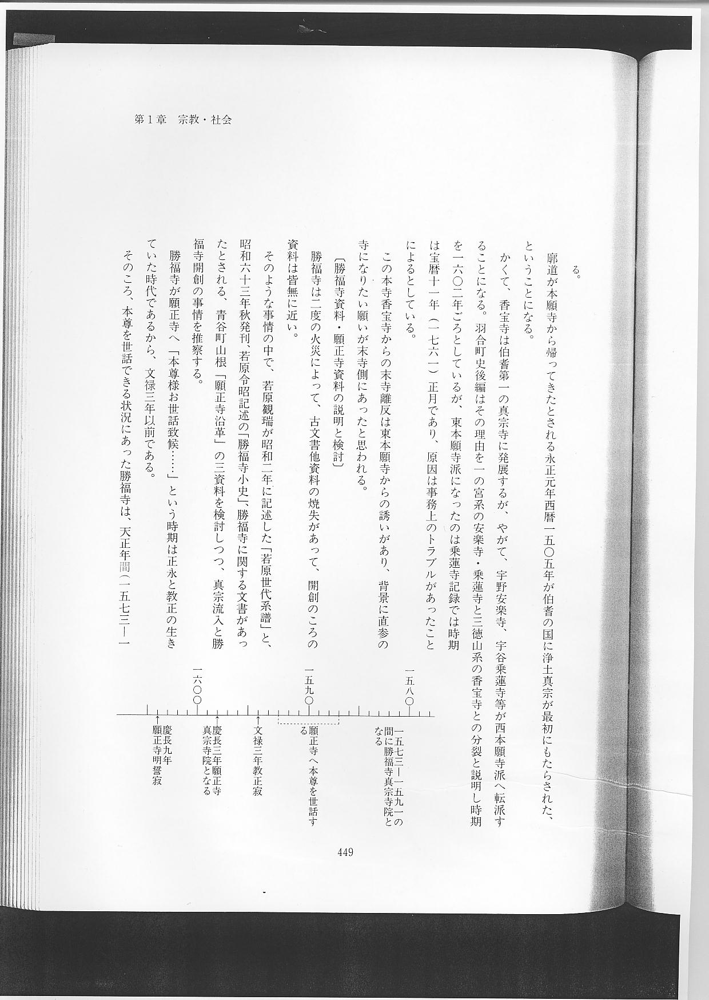 第1章　宗教・社会
る。
廓道が本願寺から帰ってきたとされる永正元年西暦一五〇五年が伯耆の国に浄土真宗が最初にもたらされた、
ということになる。
かくて、香宝寺は伯耆第一の真宗寺に発展するが、やがて、宇野安楽寺、宇谷乗蓮寺等が西本願寺派へ転派す
ることになる。羽合町史後編はその理由を一の宮系の安楽寺・乗蓮寺と三徳山系の香宝寺との分裂と説明し時期
を一六〇二年ごろとしているが、東本願寺派になったのは乗蓮寺記録では時期
は宝暦十一年（一七六一）正月であり、原因は事務上のトラブルがあったこと
によるとしている。
この本寺香宝寺からの末寺離反は東本願寺からの誘いがあり、背景に直参の
寺になりたい願いが末寺側にあったと思われる。
〔勝福寺資料・願正寺資料の説明と検討〕
勝福寺は二度の火災によって、古文書他資料の焼失があって、開創のころの
資料は皆無に近い。
そのような事情の中で、若原観瑞が昭和二年に記述した「若原世代系譜」と、
昭和六十三年秋発刊、若原令昭記述の「勝福寺小史」、勝福寺に関する文書があっ
たとされる、青谷町山根「願正寺沿革」の三資料を検討しつつ、真宗流入と勝
福寺開創の事情を推察する。
勝福寺が願正寺へ「本尊様お世話致候……」という時期は正永と教正の生き
ていた時代であるから、文禄三年以前である。
そのころ、本尊を世話できる状況にあった勝福寺は、天正年間（一五七三―一
一五八〇
一五九〇
一六〇〇
一五七三―一五九一の
間に勝福寺真宗寺院と
なる
願正寺へ本尊を世話す
る
↑文禄三年教正寂
↑慶長三年願正寺
真宗寺院となる
慶長九年
↑願正寺明誓寂
449